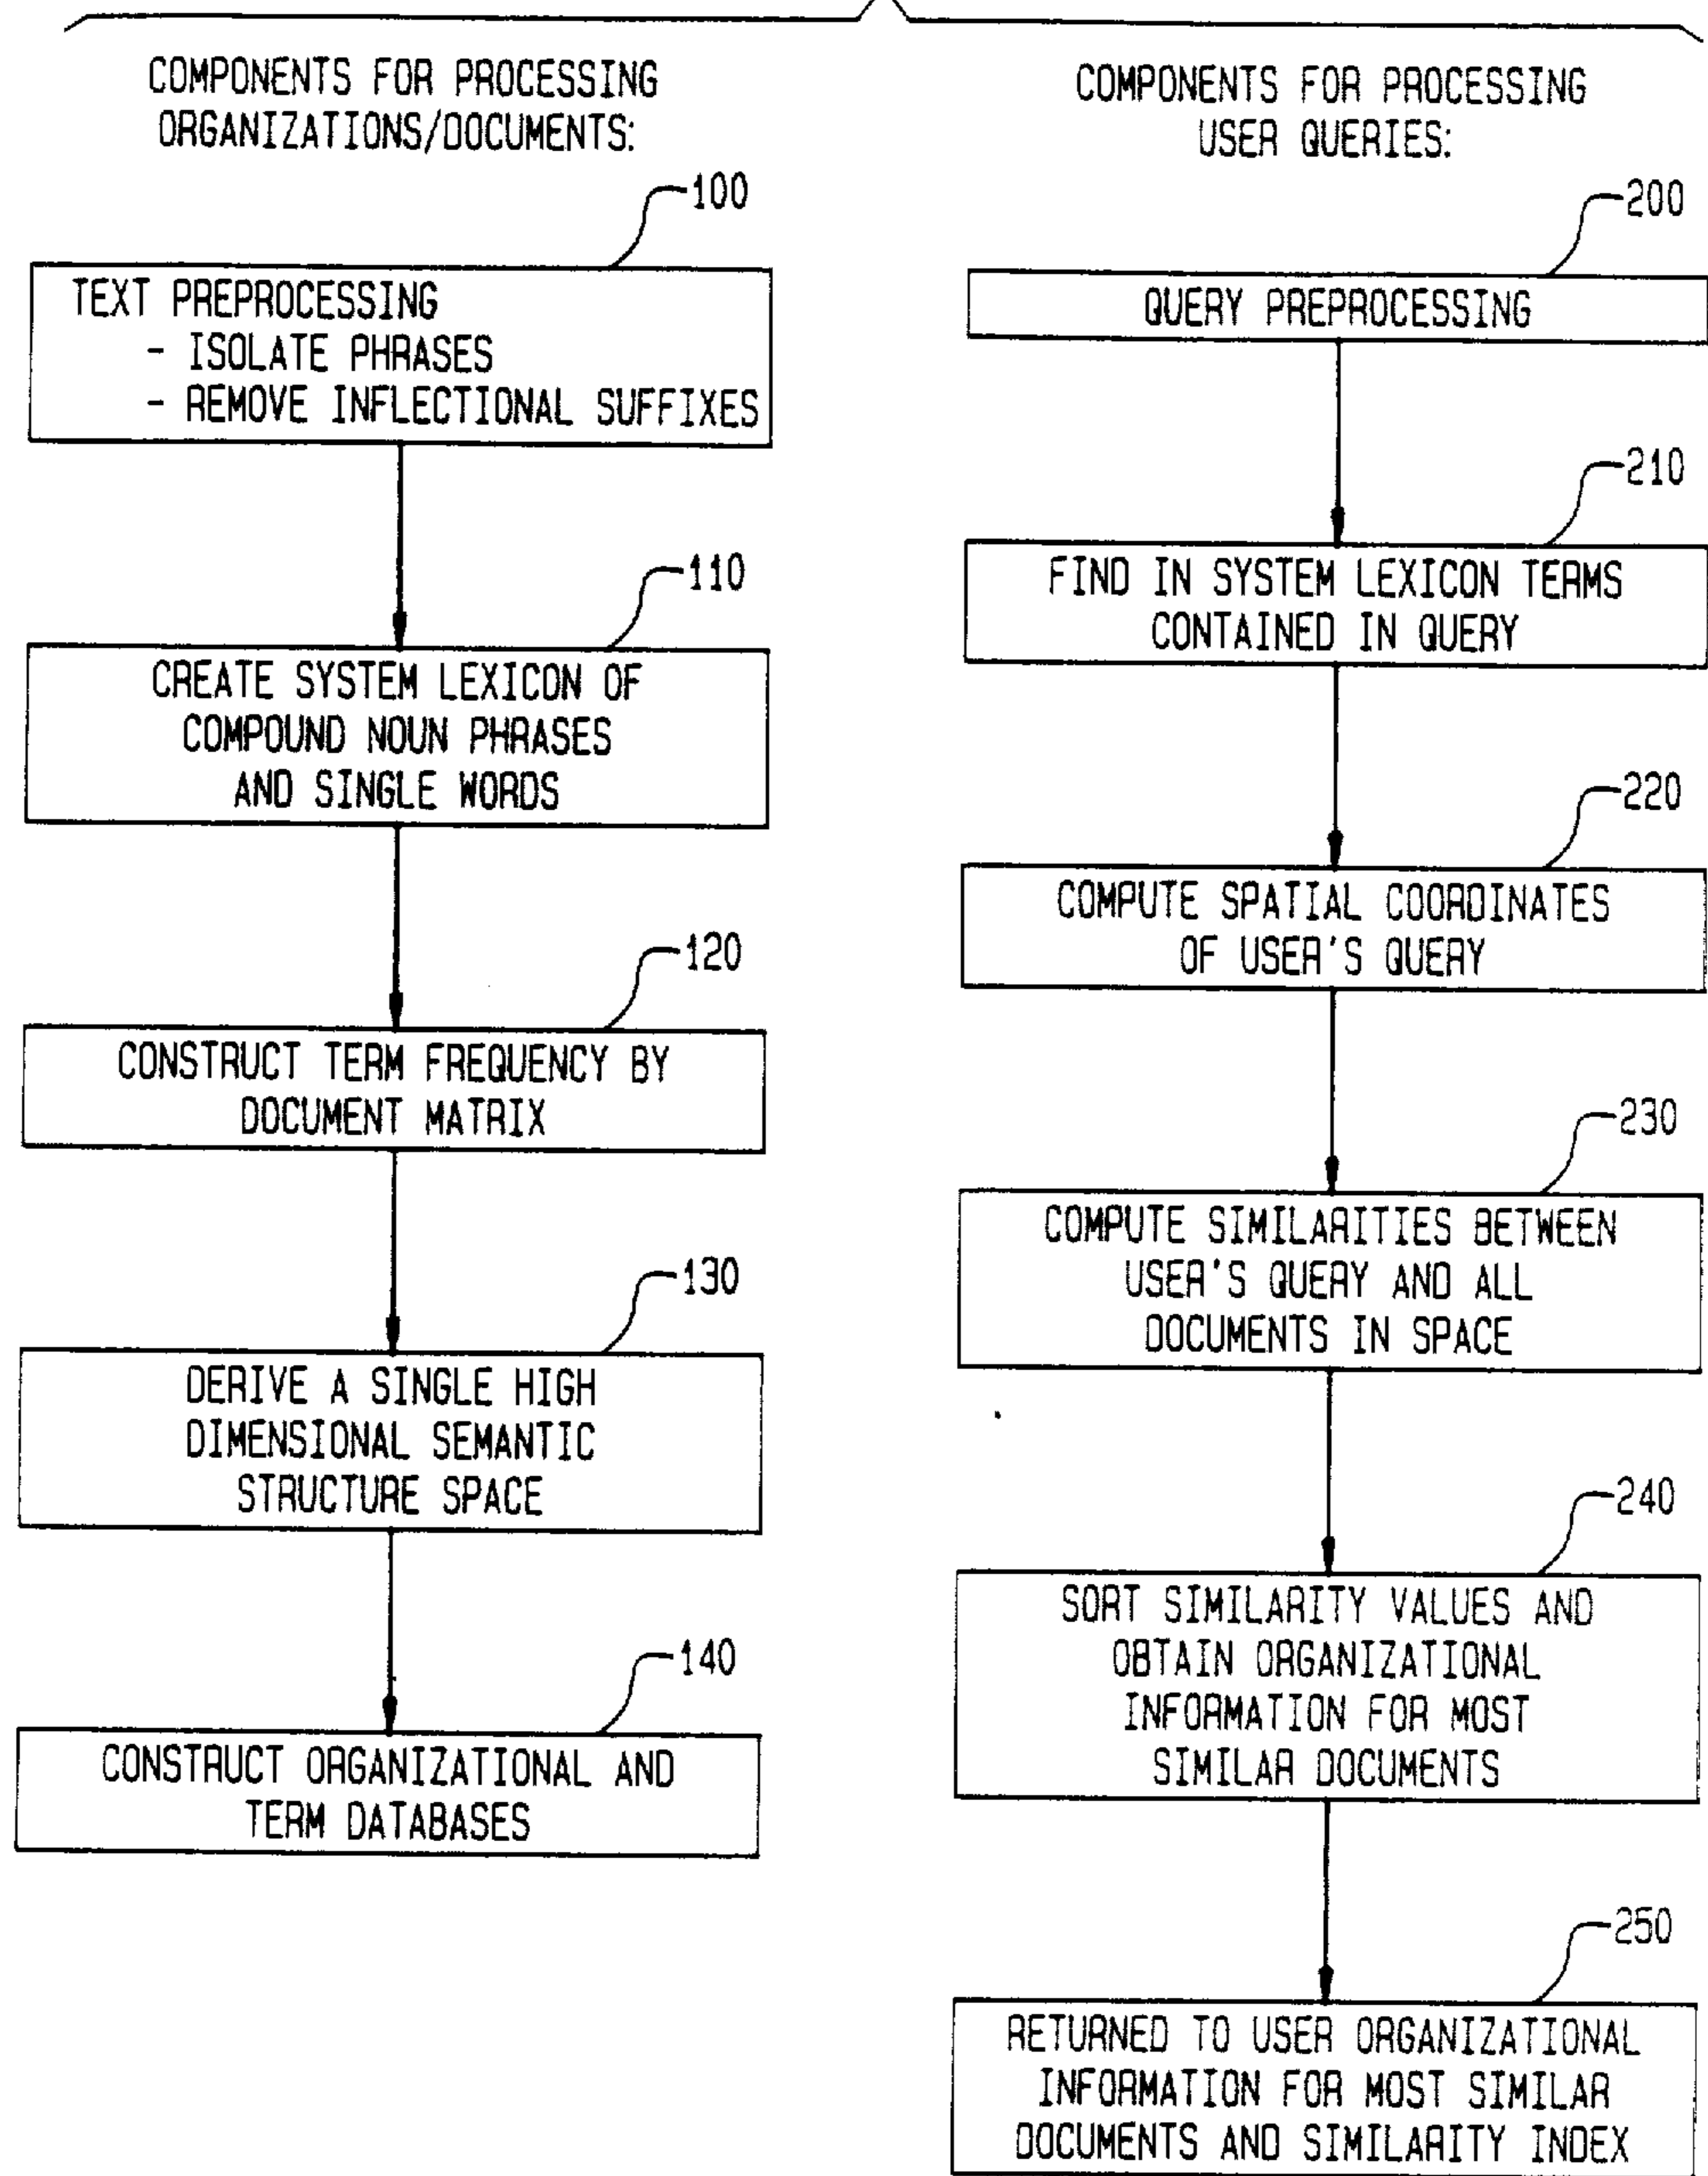 COMPONENTS FOR PROCESSING
ORGANIZATIONS/DOCUMENTS:
100
TEXT PREPROCESSING
- ISOLATE PHRASES
- REMOVE INFLECTIONAL SUFFIXES
110
CREATE SYSTEM LEXICON OF
COMPOUND NOUN PHRASES
AND SINGLE WORDS
120
CONSTRUCT TERM FREQUENCY BY
DOCUMENT MATRIX
130
DERIVE A SINGLE HIGH
DIMENSIONAL SEMANTIC
STRUCTURE SPACE
140
CONSTRUCT ORGANIZATIONAL AND
TERM DATABASES
COMPONENTS FOR PROCESSING
USER QUERIES:
200
QUERY PREPROCESSING
210
FIND IN SYSTEM LEXICON TERMS
CONTAINED IN QUERY
220
COMPUTE SPATIAL COORDINATES
OF USER'S QUERY
230
COMPUTE SIMILARITIES BETWEEN
USER'S QUERY AND ALL
DOCUMENTS IN SPACE
240
SORT SIMILARITY VALUES AND
OBTAIN ORGANIZATIONAL
INFORMATION FOR MOST
SIMILAR DOCUMENTS
250
RETURNED TO USER ORGANIZATIONAL
INFORMATION FOR MOST SIMILAR
DOCUMENTS AND SIMILARITY INDEX